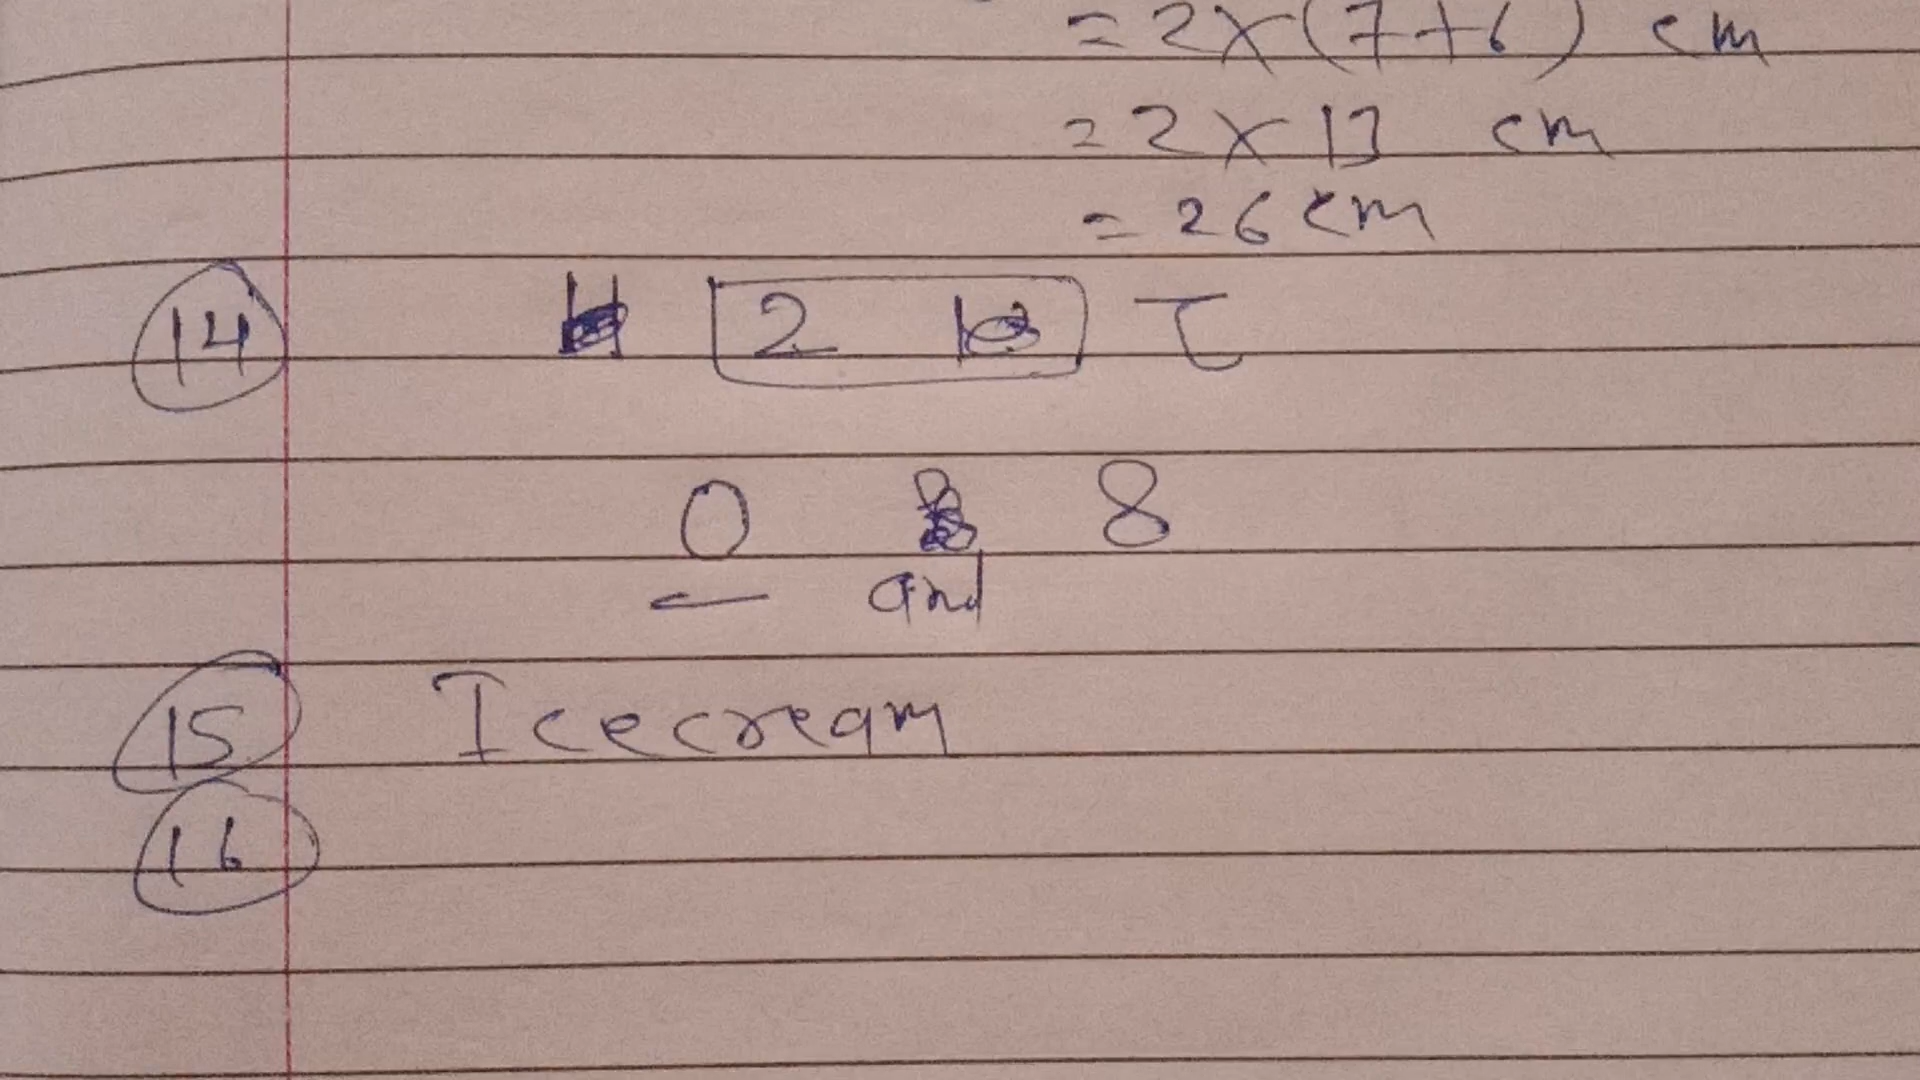 = 2 × (7 + 6) cm
= 2 × 13 cm
= 26 cm
14 2 T
0 8
— and
15 Icecream
16